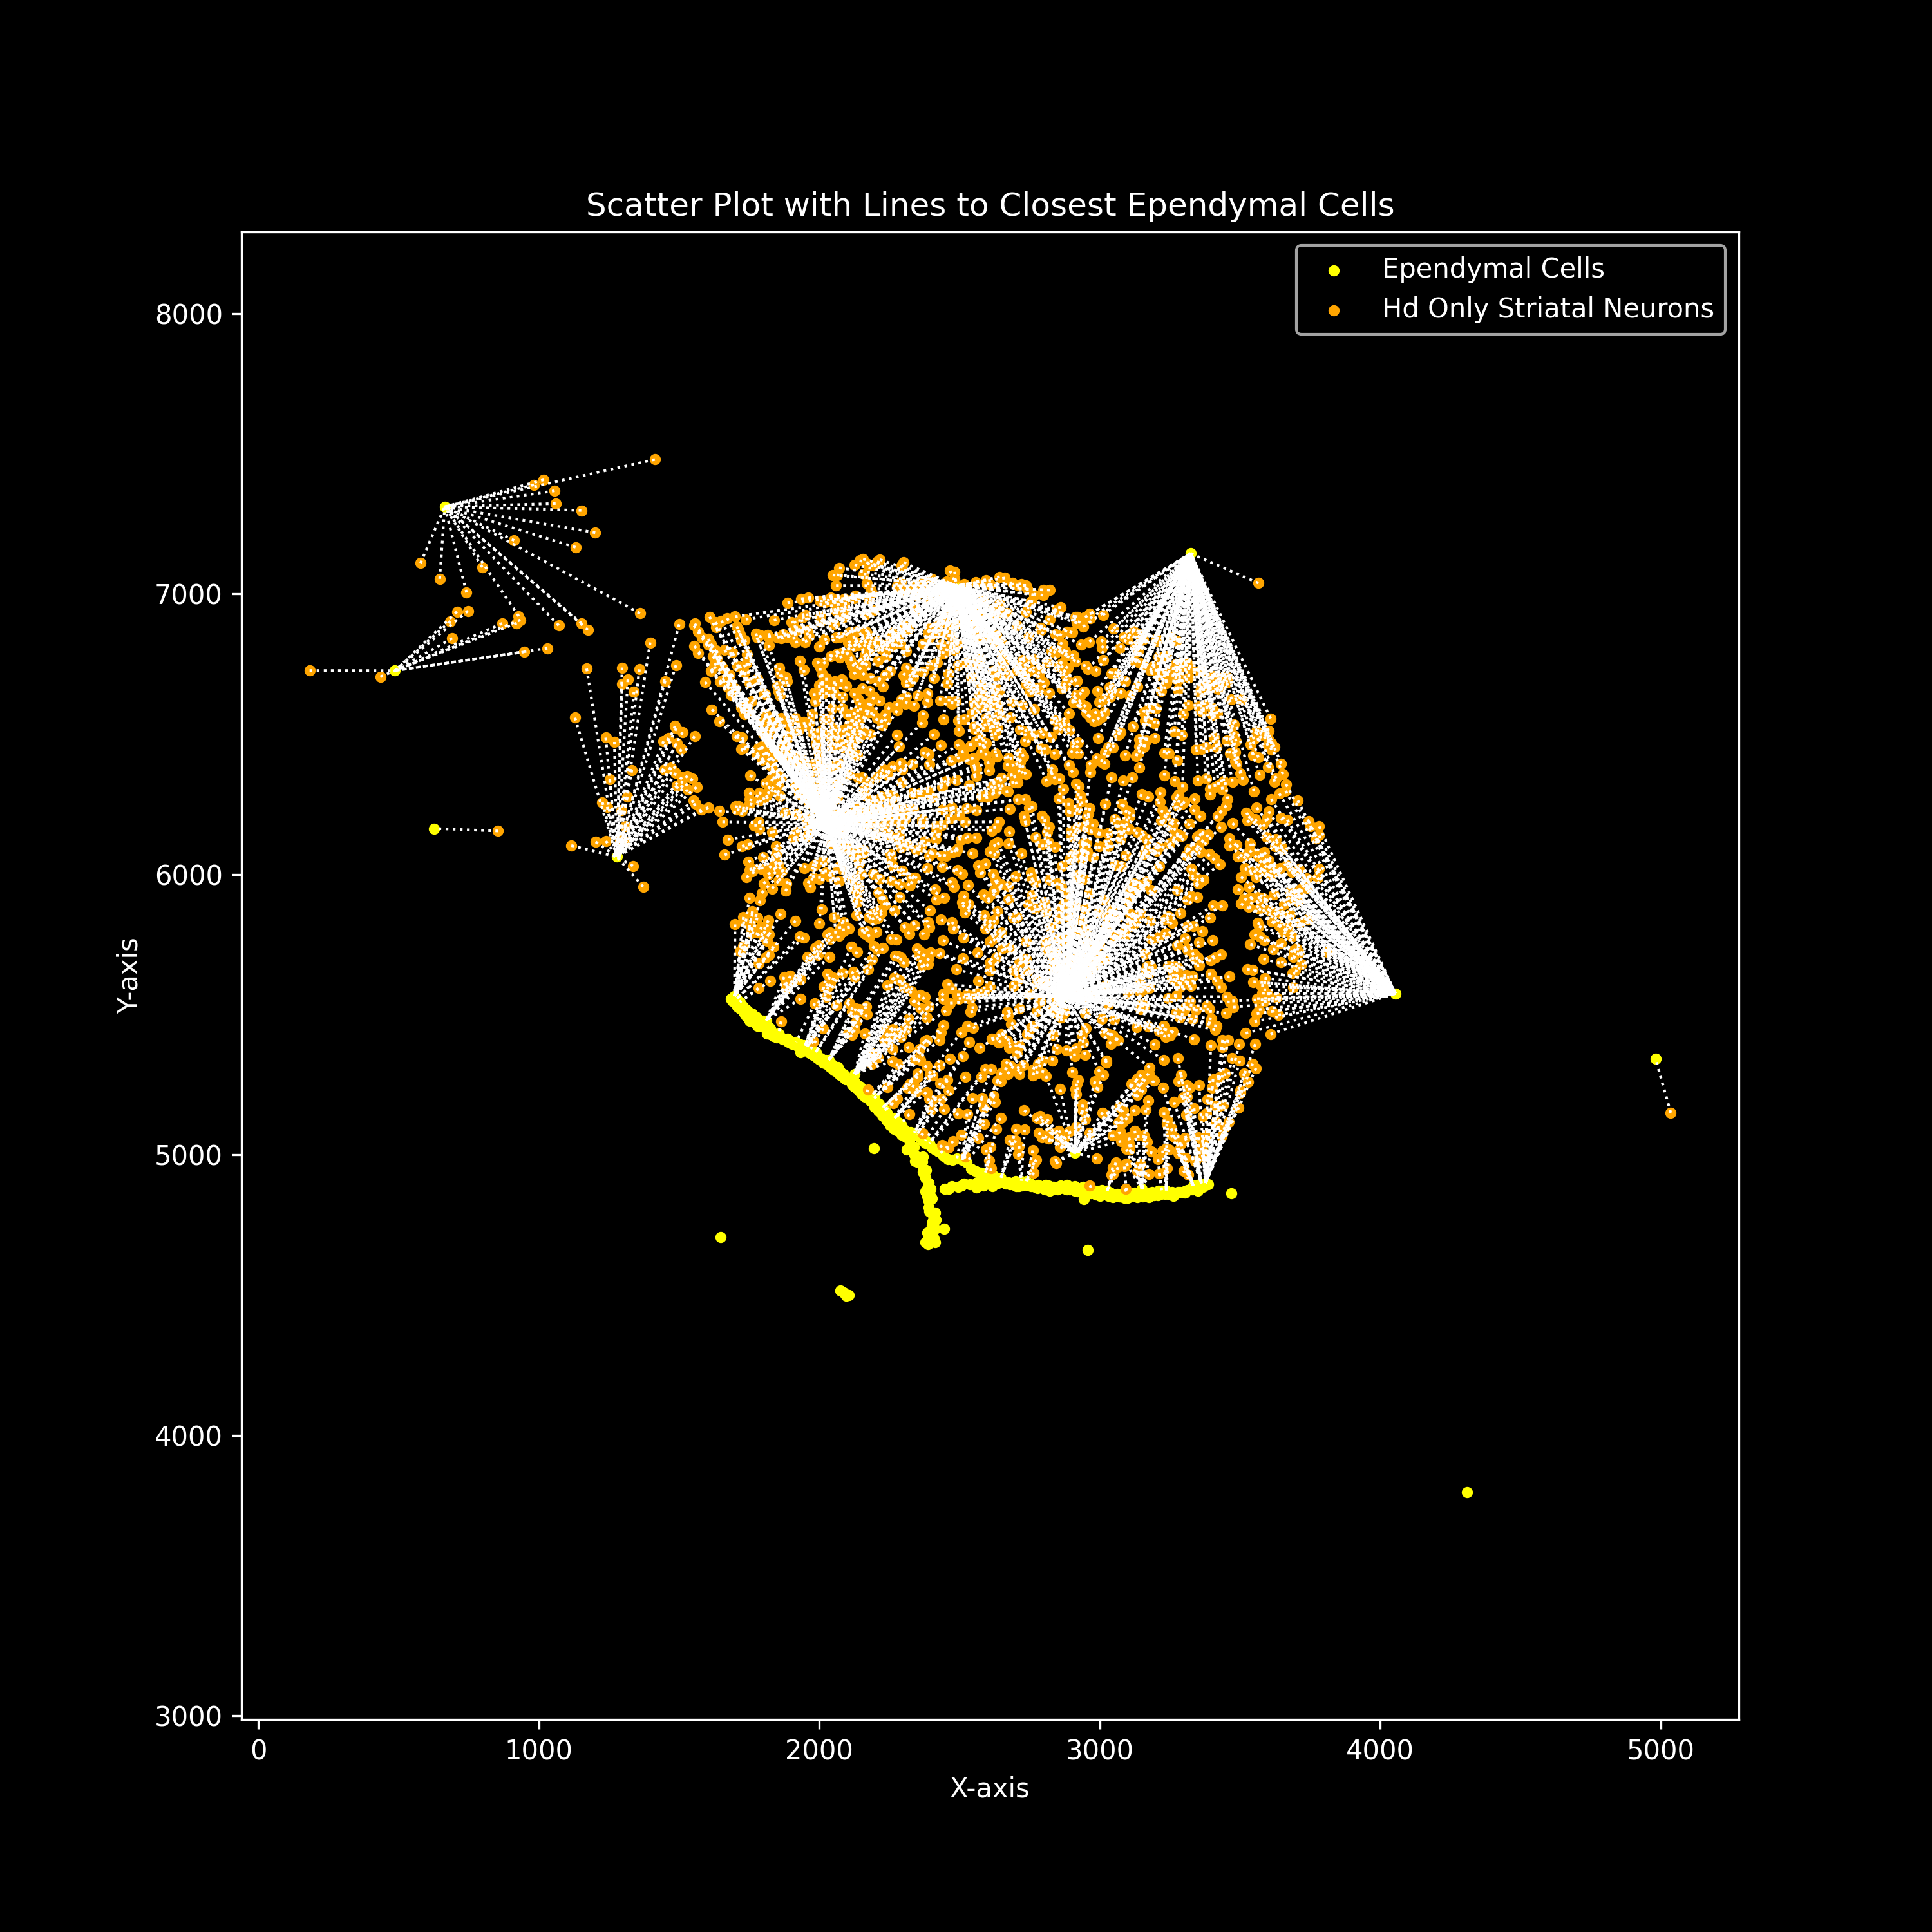 Scatter Plot with Lines to Closest Ependymal Cells
Ependymal Cells
Hd Only Striatal Neurons
8000
7000
6000
5000
4000
3000
Y-axis
0 1000 2000 3000 4000 5000
X-axis